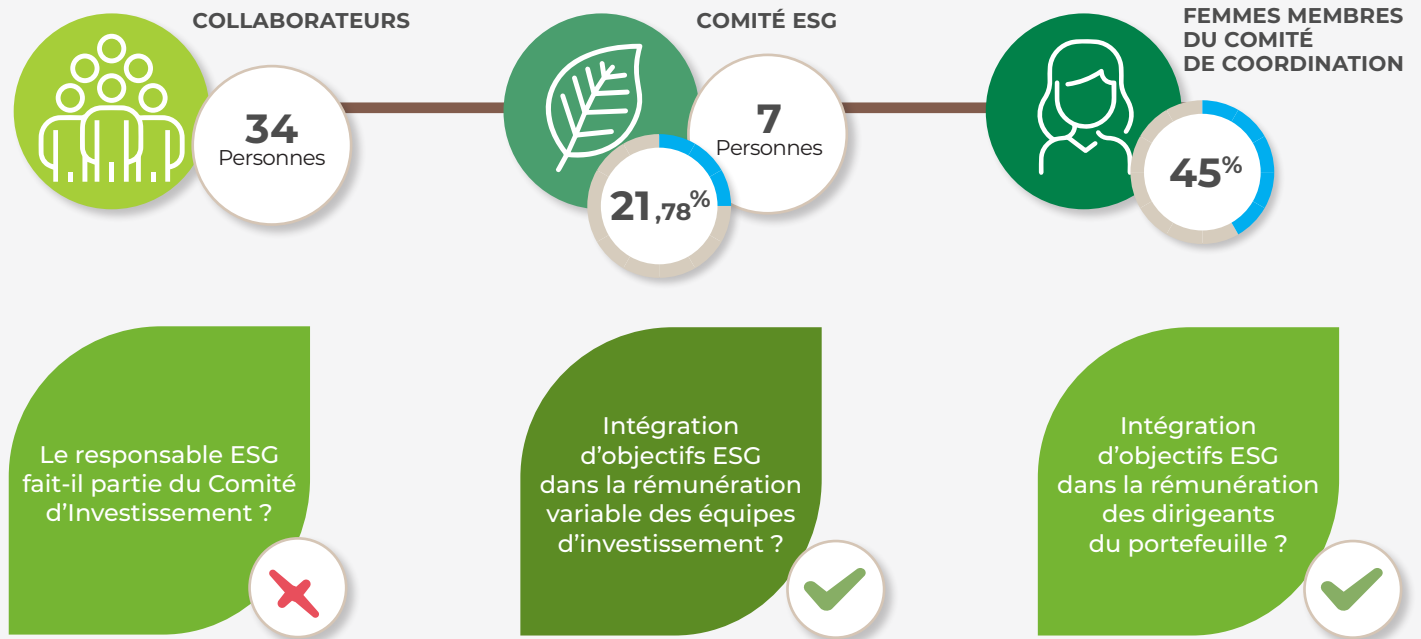 COLLABORATEURS
34
Personnes
COMITÉ ESG
7
Personnes
21,78%
FEMMES MEMBRES
DU COMITÉ
DE COORDINATION
45%
Le responsable ESG
fait-il partie du Comité
d’Investissement ?
Intégration
d’objectifs ESG
dans la rémunération
variable des équipes
d’investissement ?
Intégration
d’objectifs ESG
dans la rémunération
des dirigeants
du portefeuille ?